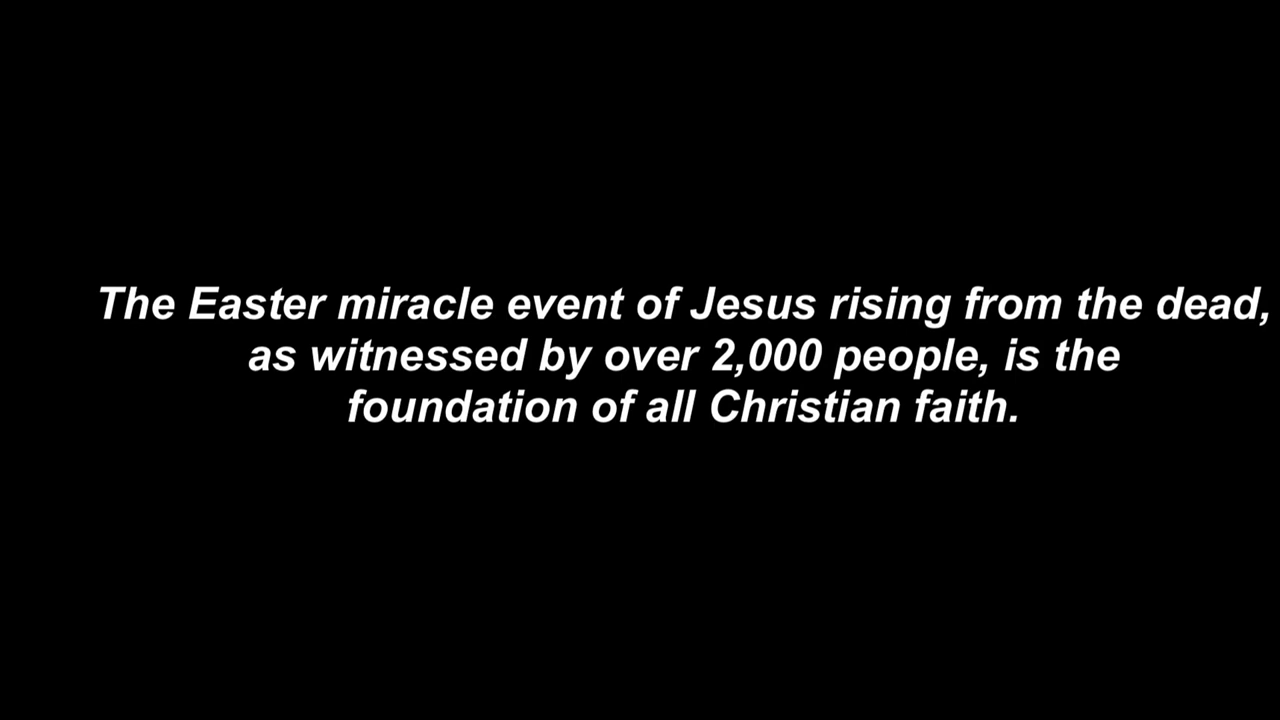 The Easter miracle event of Jesus rising from the dead,
as witnessed by over 2,000 people, is the
foundation of all Christian faith.